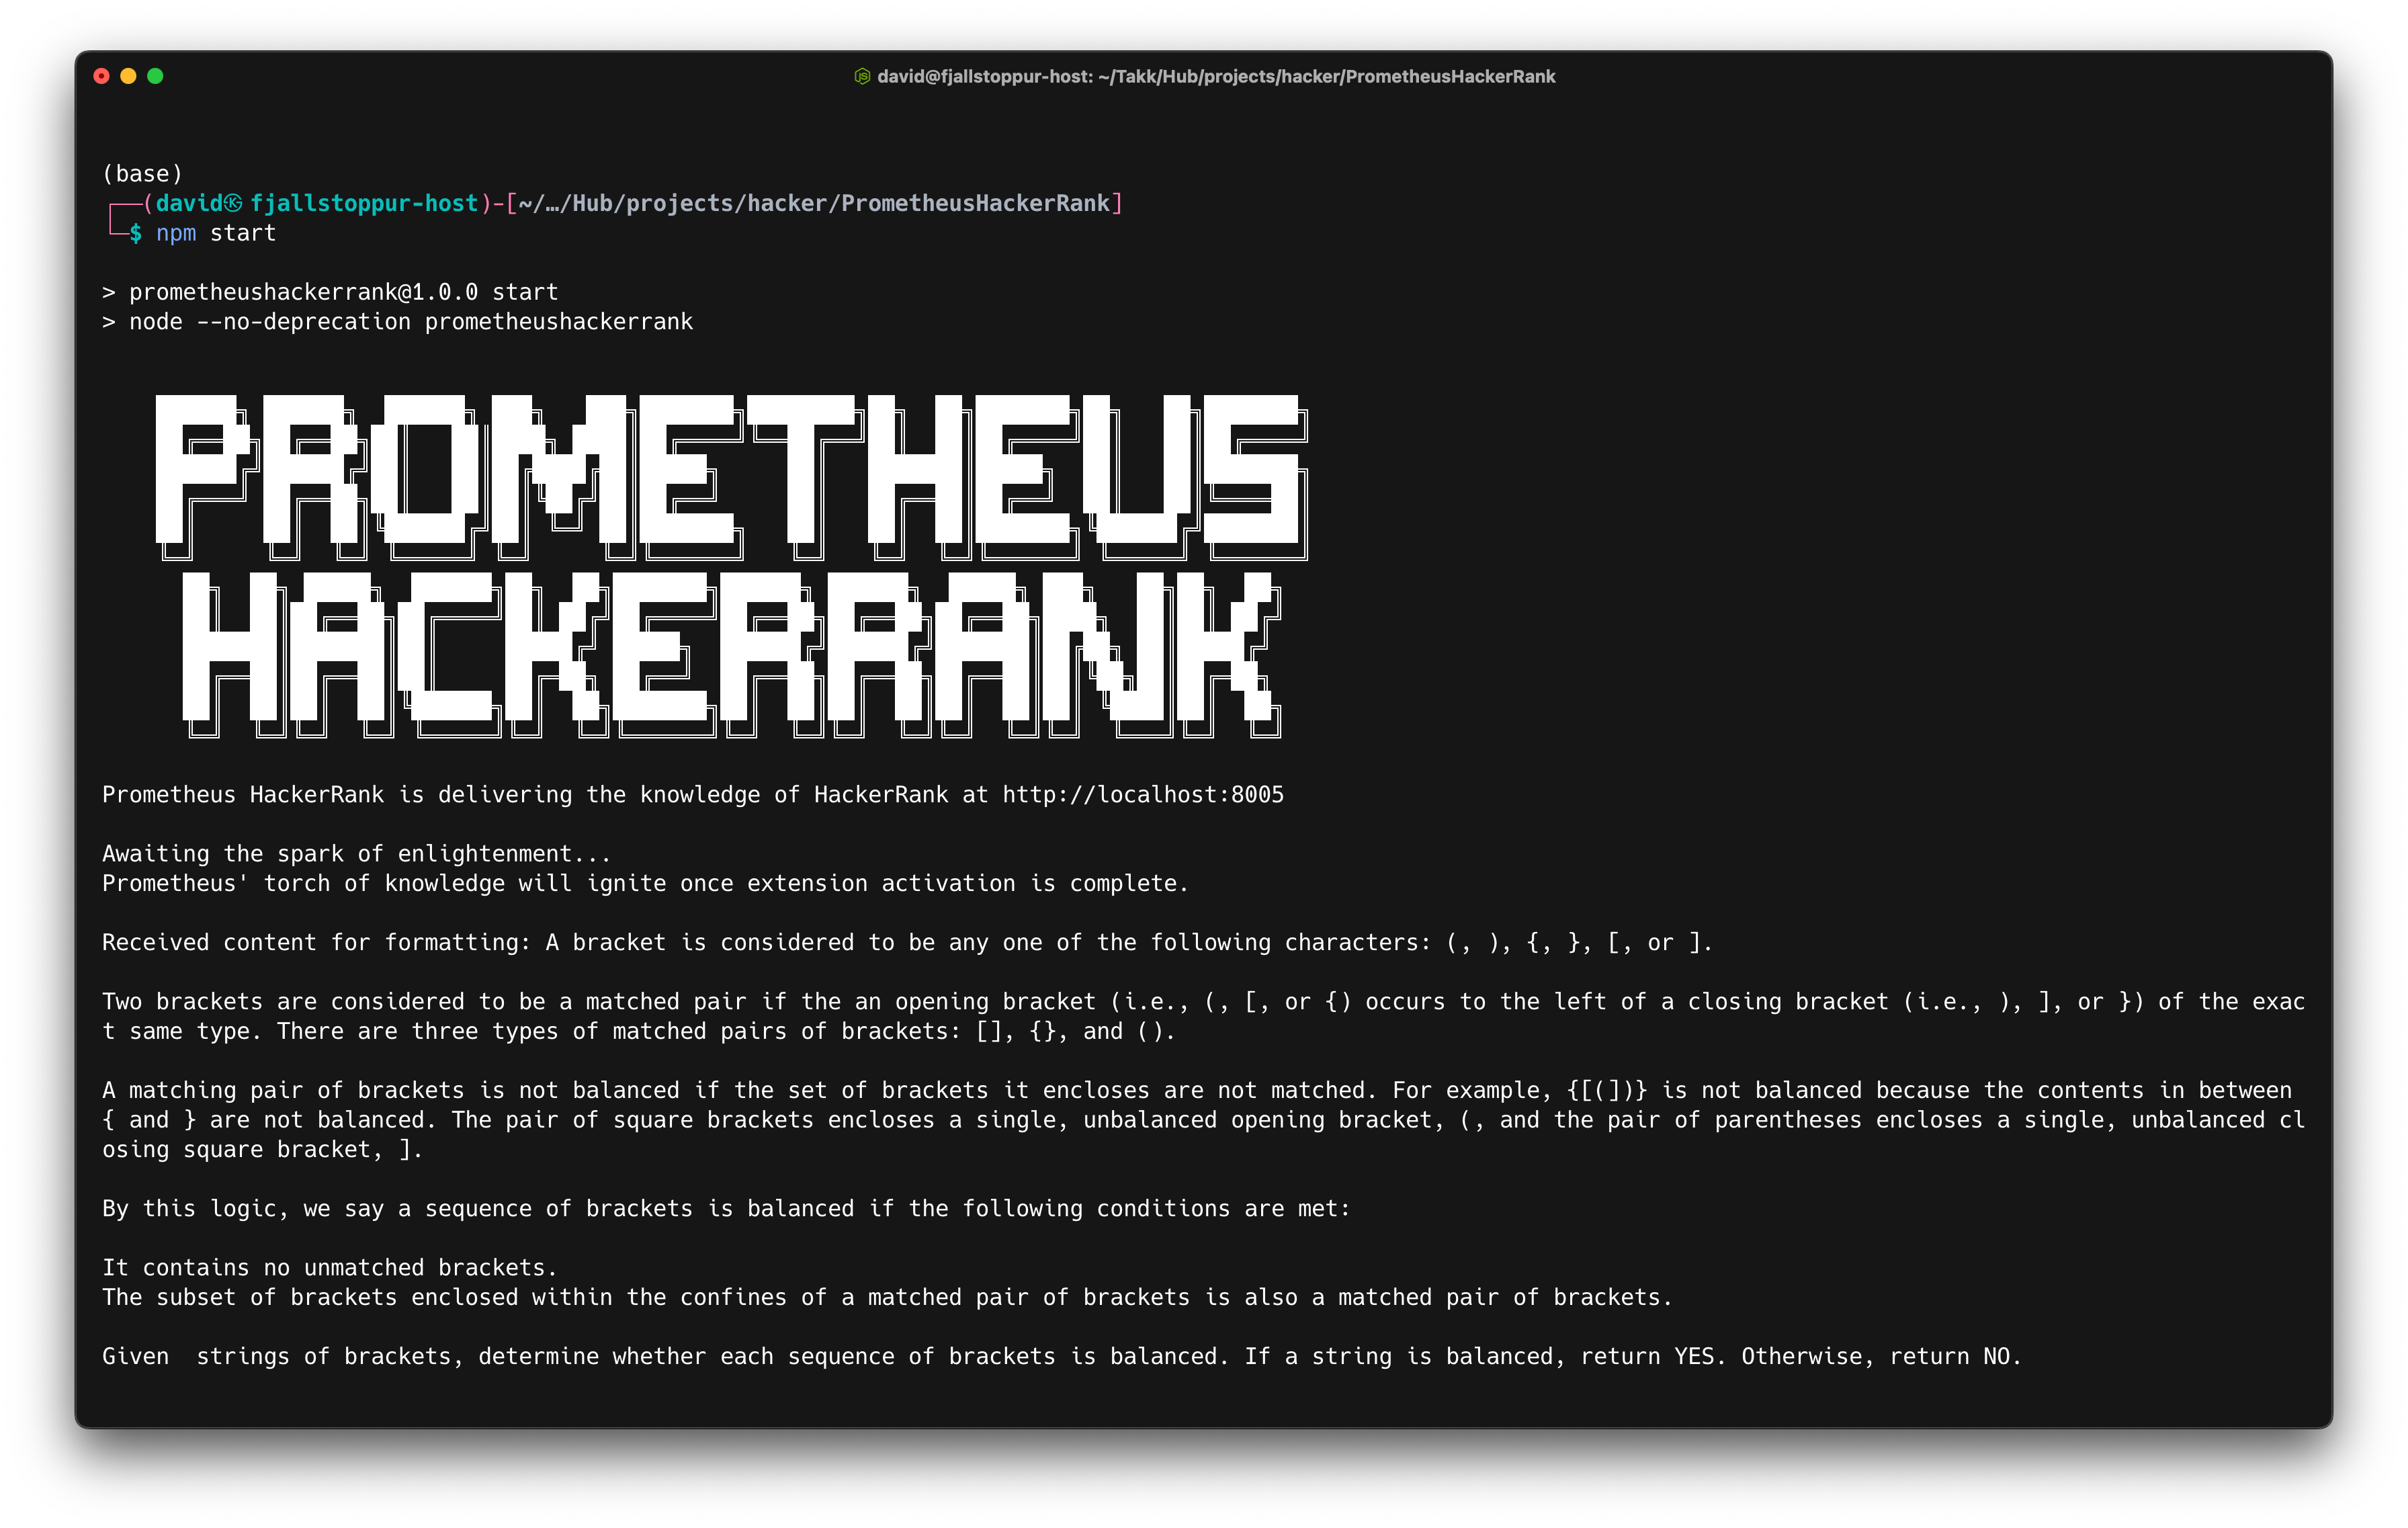 david@fjallstoppur-host: ~/Takk/Hub/projects/hacker/PrometheusHackerRank
(base)
┌──(david㉿fjallstoppur-host)-[~/…/Hub/projects/hacker/PrometheusHackerRank]
└─$ npm start
> prometheushackerrank@1.0.0 start
> node --no-deprecation prometheushackerrank
PROMETHEUS
HACKERRANK
Prometheus HackerRank is delivering the knowledge of HackerRank at http://localhost:8005
Awaiting the spark of enlightenment...
Prometheus' torch of knowledge will ignite once extension activation is complete.
Received content for formatting: A bracket is considered to be any one of the following characters: (, ), {, }, [, or ].
Two brackets are considered to be a matched pair if the an opening bracket (i.e., (, [, or {) occurs to the left of a closing bracket (i.e., ), ], or }) of the exac
t same type. There are three types of matched pairs of brackets: [], {}, and ().
A matching pair of brackets is not balanced if the set of brackets it encloses are not matched. For example, {[(])} is not balanced because the contents in between
{ and } are not balanced. The pair of square brackets encloses a single, unbalanced opening bracket, (, and the pair of parentheses encloses a single, unbalanced cl
osing square bracket, ].
By this logic, we say a sequence of brackets is balanced if the following conditions are met:
It contains no unmatched brackets.
The subset of brackets enclosed within the confines of a matched pair of brackets is also a matched pair of brackets.
Given  strings of brackets, determine whether each sequence of brackets is balanced. If a string is balanced, return YES. Otherwise, return NO.